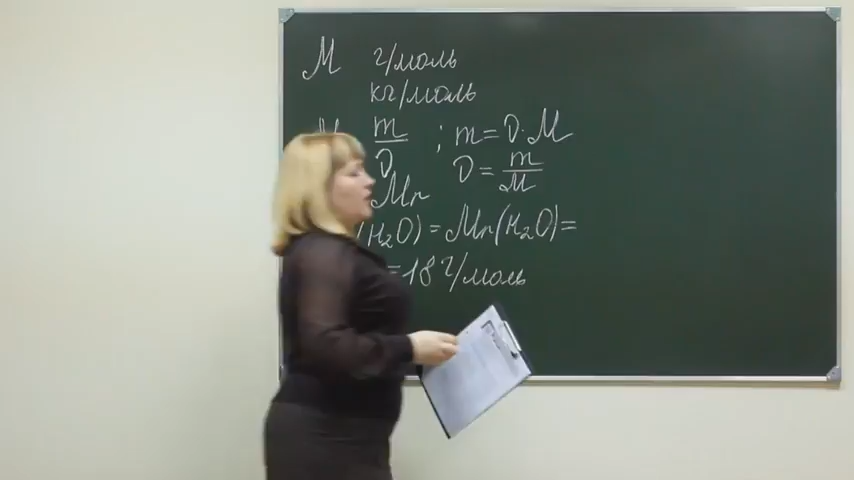 M г/моль
кг/моль
m/ν ; m = ν · M
ν = m/M
Mr
(H₂O) = Mr(H₂O) =
= 18 г/моль